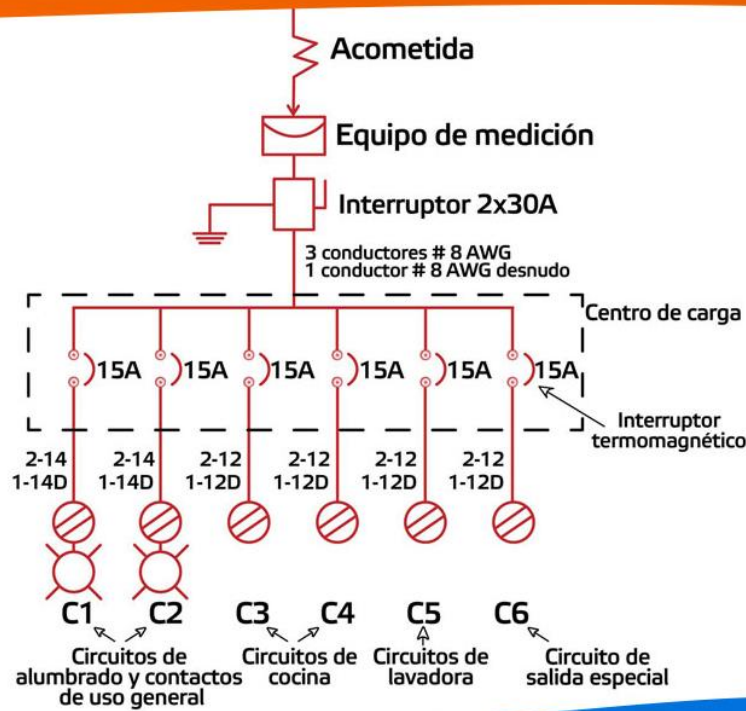 Acometida
Equipo de medición
Interruptor 2x30A
3 conductores # 8 AWG
1 conductor # 8 AWG desnudo
Centro de carga
15A 15A 15A 15A 15A 15A
Interruptor
termomagnético
2-14 2-14 2-12 2-12 2-12 2-12
1-14D 1-14D 1-12D 1-12D 1-12D 1-12D
C1 C2 C3 C4 C5 C6
Circuitos de
alumbrado y contactos
de uso general
Circuitos de
cocina
Circuitos de
lavadora
Circuito de
salida especial